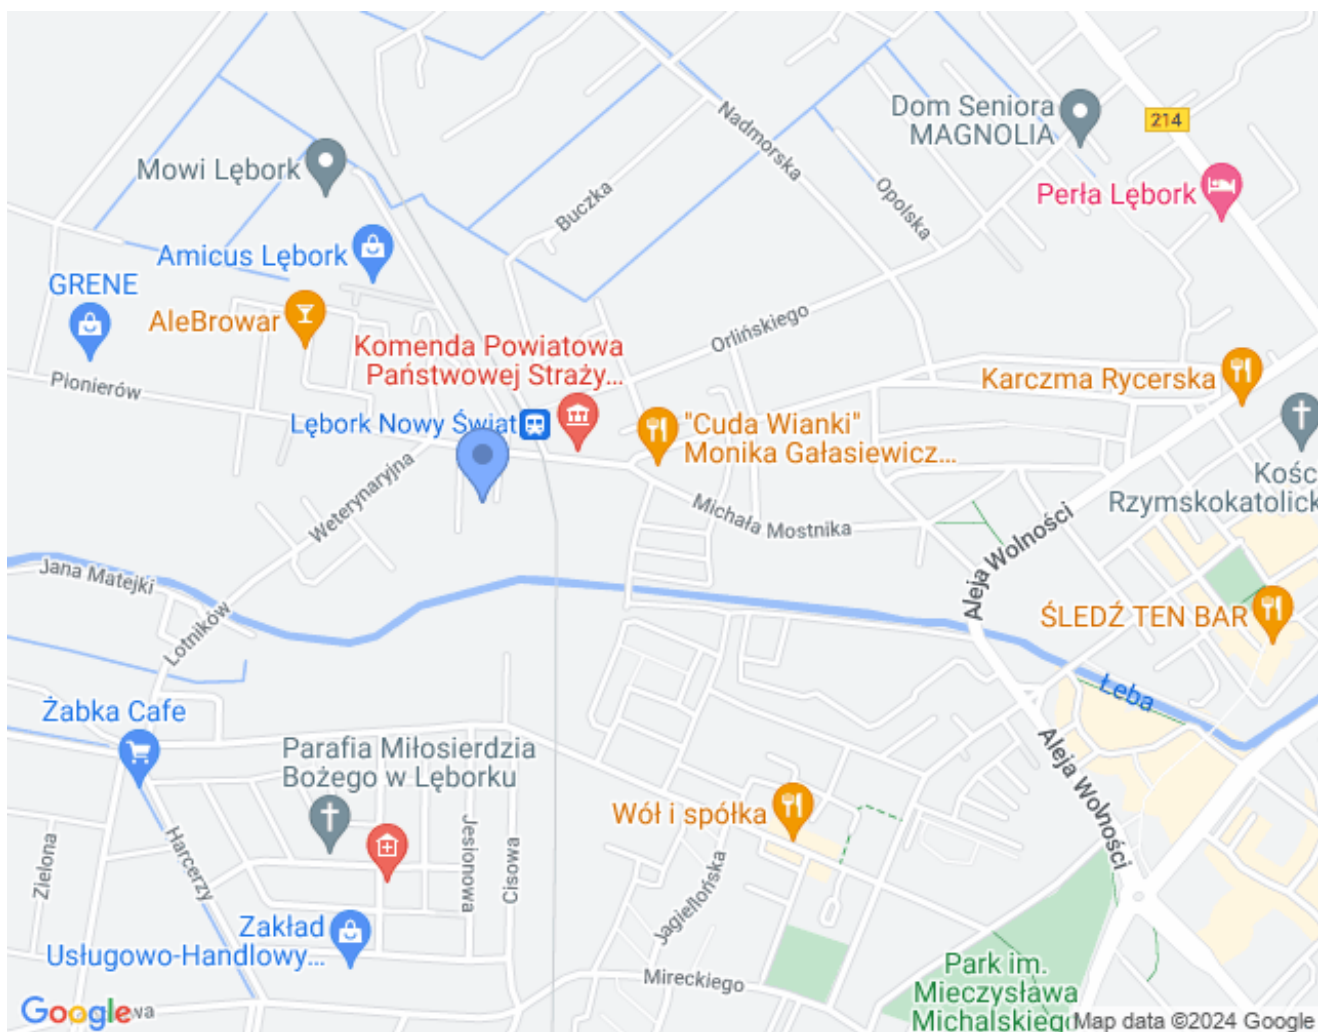 Nadmorska
Dom Seniora
MAGNOLIA
214
Mowi Lębork
Buczka
Opolska
Perła Lębork
Amicus Lębork
GRENE
AleBrowar
Orlińskiego
Komenda Powiatowa
Państwowej Straży...
Pionierów
Karczma Rycerska
Lębork Nowy Świat
"Cuda Wianki"
Monika Gałasiewicz...
Kość
Rzymskokatolick
Weterynaryjna
Michała Mostnika
Aleja Wolności
Jana Matejki
Lotników
ŚLEDŹ TEN BAR
Łeba
Żabka Cafe
Parafia Miłosierdzia
Bożego w Lęborku
Aleja Wolności
Wół i spółka
Zielona
Harcerzy
Jesionowa
Cisowa
Jagiellońska
Zakład
Usługowo-Handlowy...
Mireckiego
Park im.
Mieczysława
Michalskiego
Google
wa
Map data ©2024 Google